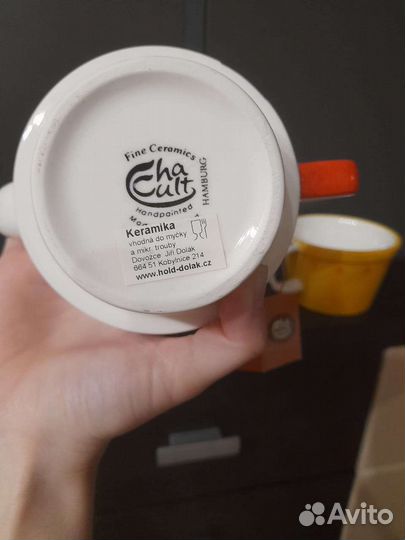 Fine Ceramics
Cha
Cult
HAMBURG
Handpainted
Keramika
vhodná do myčky
a mikr. trouby
Dovozce: Jiří Dolák
664 51 Kobylnice 214
www.hold-dolak.cz
Avito